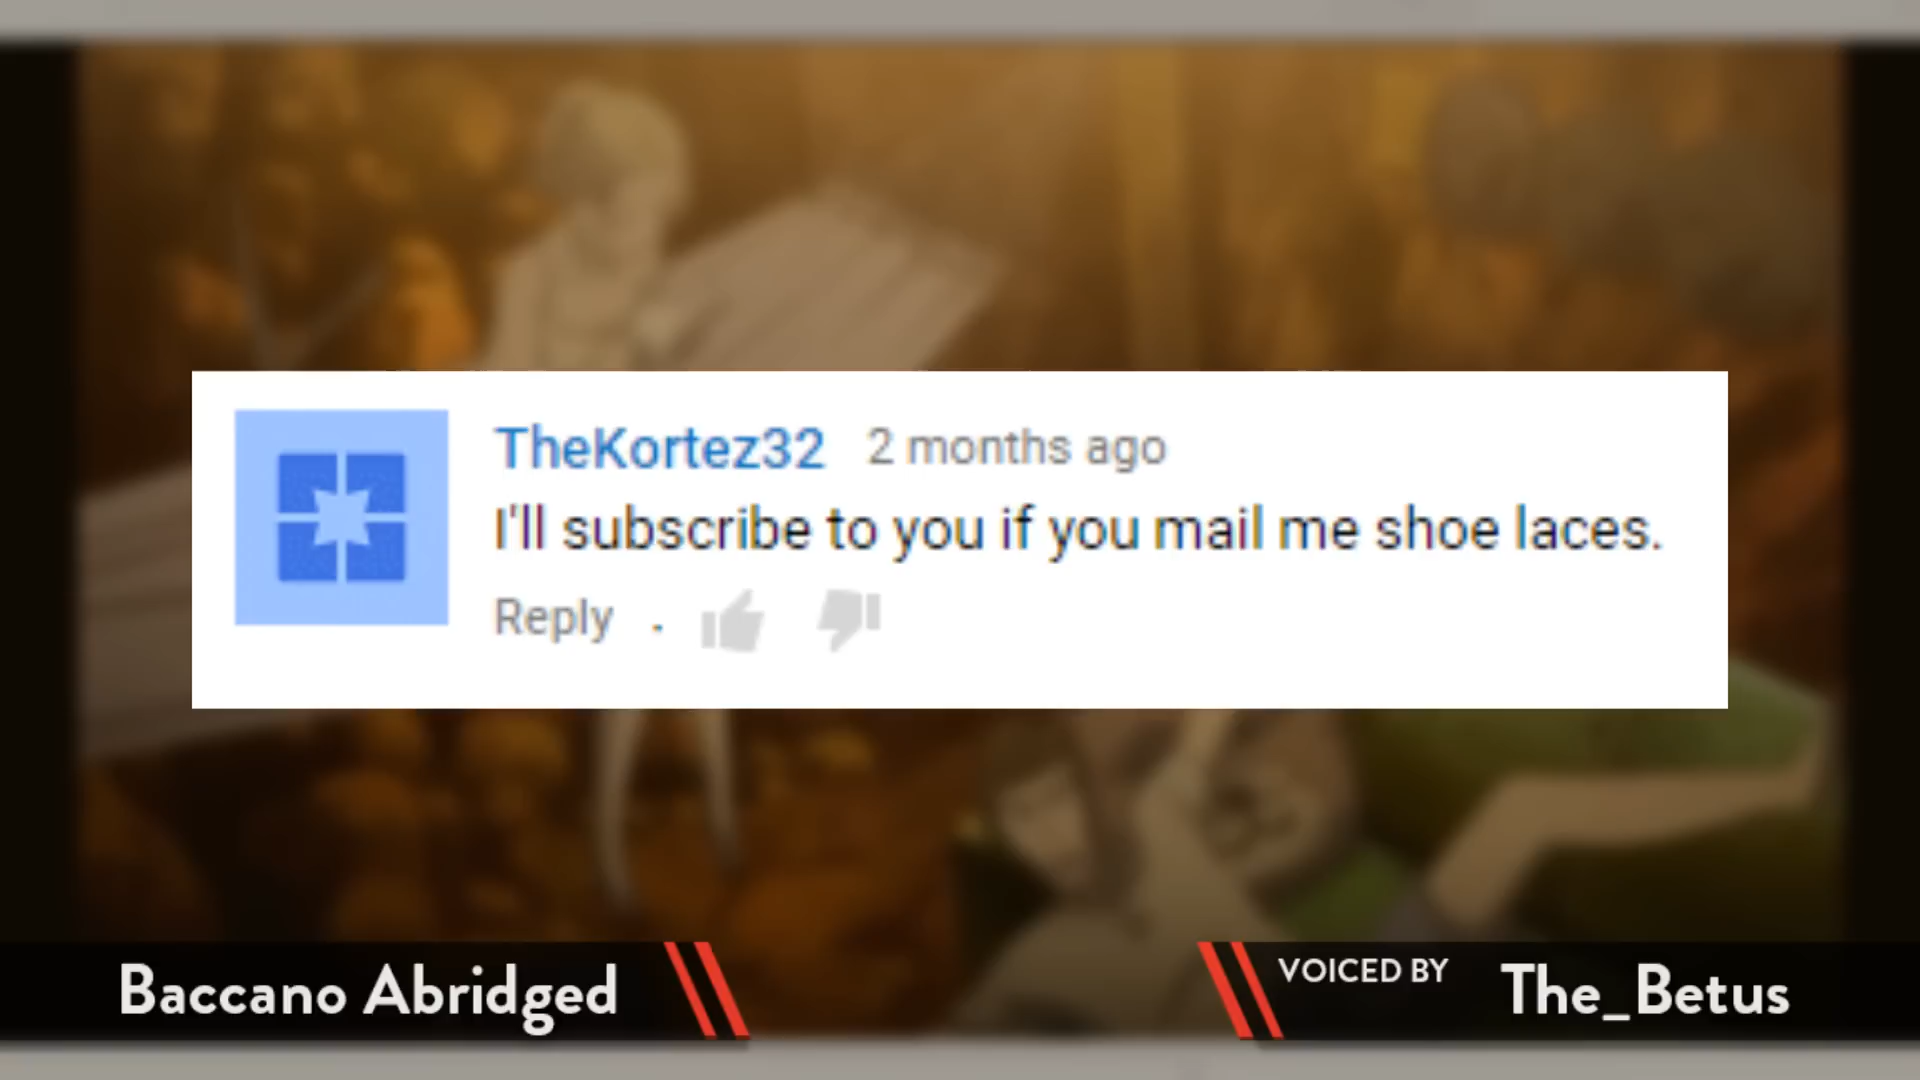 TheKortez32 2 months ago
I'll subscribe to you if you mail me shoe laces.
Reply .
Baccano Abridged
VOICED BY The_Betus